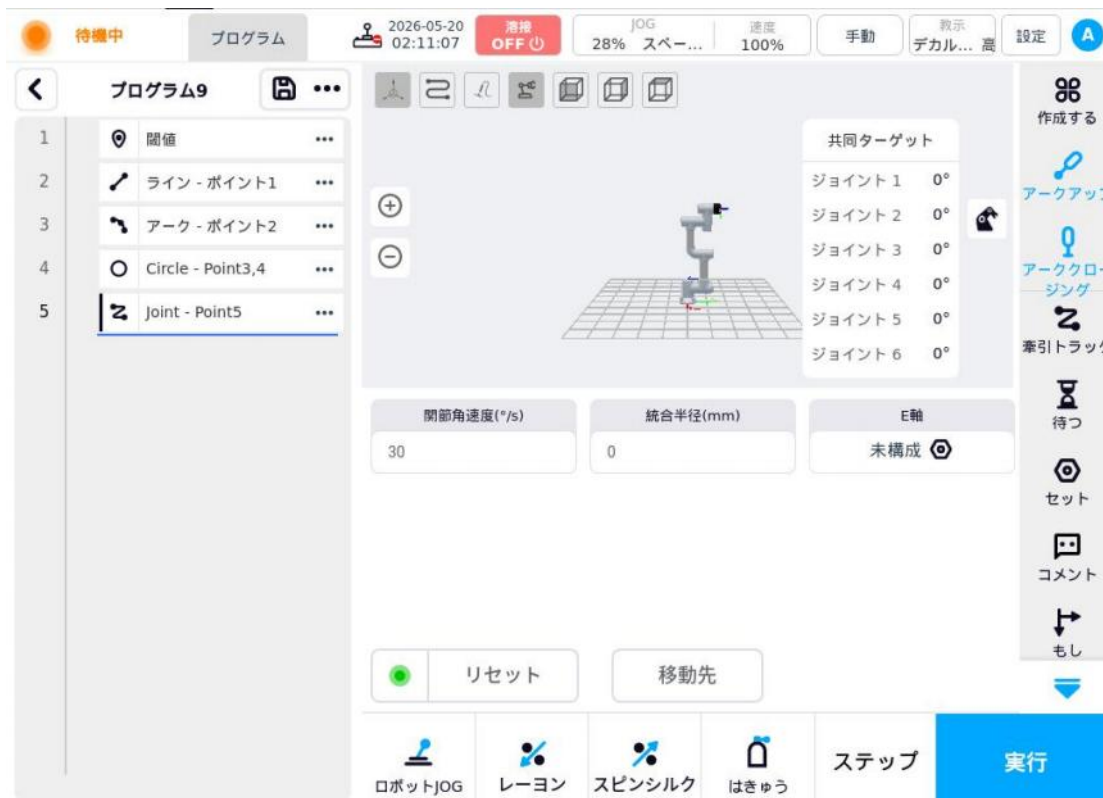 待機中
プログラム
2026-05-20
02:11:07
溶接
OFF
JOG
28% スペー...
速度
100%
手動
教示
デカル... 高
設定
A
プログラム9
1 閾値
2 ライン - ポイント1
3 アーク - ポイント2
4 Circle - Point3,4
5 Joint - Point5
共同ターゲット
ジョイント 1 0°
ジョイント 2 0°
ジョイント 3 0°
ジョイント 4 0°
ジョイント 5 0°
ジョイント 6 0°
関節角速度(°/s)
統合半径(mm)
E軸
30
0
未構成
リセット
移動先
作成する
アークアップ
アーククロー
ジング
牽引トラック
待つ
セット
コメント
もし
ロボットJOG
レーヨン
スピンシルク
はきゅう
ステップ
実行